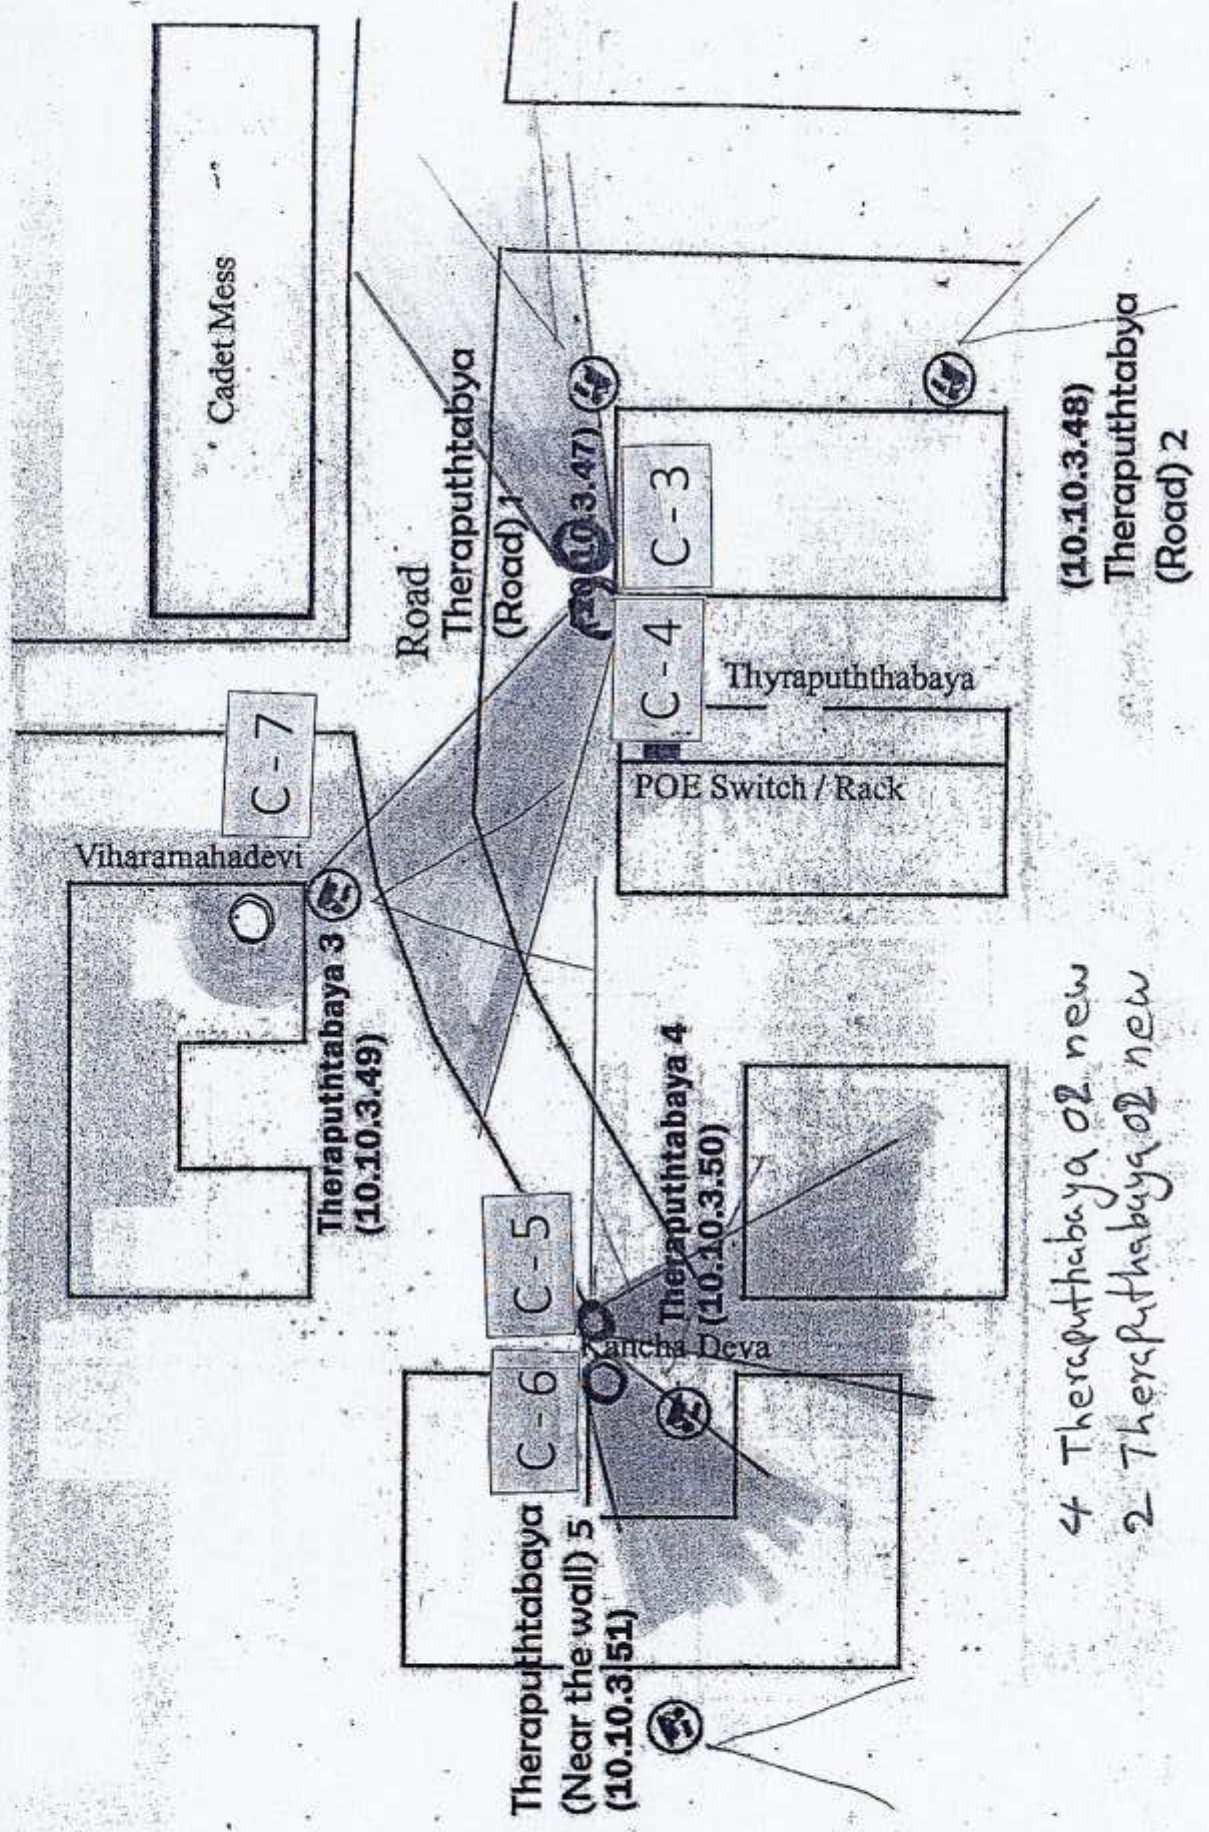 Cadet Mess
Road
Theraputhtabya
(Road) 1
(10.10.3.47)
C - 3
C - 4
C - 7
Viharamahadevi
Theraputhtabaya 3
(10.10.3.49)
Thyrapuththabaya
POE Switch / Rack
(10.10.3.48)
Theraputhtabya
(Road) 2
C - 5
C - 6
Theraputhtabaya 4
(10.10.3.50)
Kancha Deva
Theraputhtabaya
(Near the wall) 5
(10.10.3.51)
4 Theraputhabaya 02 new
2 Theraputhabaya 02 new